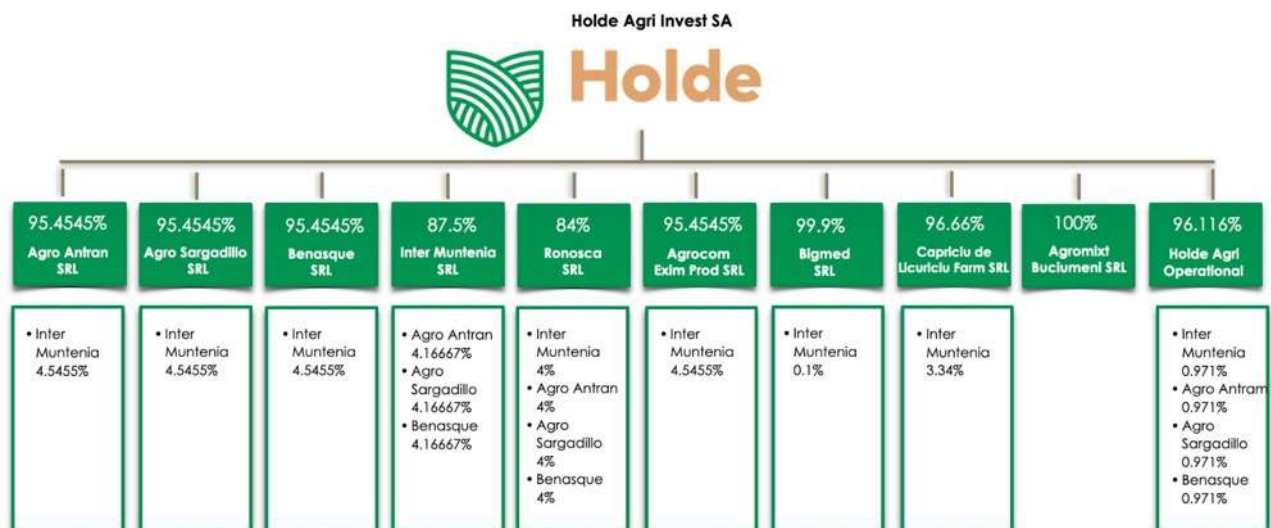 Holde Agri Invest SA
Holde
95.4545%
Agro Antran
SRL
95.4545%
Agro Sargadillo
SRL
95.4545%
Benasque
SRL
87.5%
Inter Muntenia
SRL
84%
Ronosca
SRL
95.4545%
Agrocom
Exim Prod SRL
99.9%
Bigmed
SRL
96.66%
Capriciu de
Licuriciu Farm SRL
100%
Agromixt
Buciumeni SRL
96.116%
Holde Agri
Operational
• Inter
Muntenia
4.5455%
• Inter
Muntenia
4.5455%
• Inter
Muntenia
4.5455%
• Agro Antran
4.16667%
• Agro
Sargadillo
4.16667%
• Benasque
4.16667%
• Inter
Muntenia
4%
• Agro Antran
4%
• Agro
Sargadillo
4%
• Benasque
4%
• Inter
Muntenia
4.5455%
• Inter
Muntenia
0.1%
• Inter
Muntenia
3.34%
• Inter
Muntenia
0.971%
• Agro Antram
0.971%
• Agro
Sargadillo
0.971%
• Benasque
0.971%